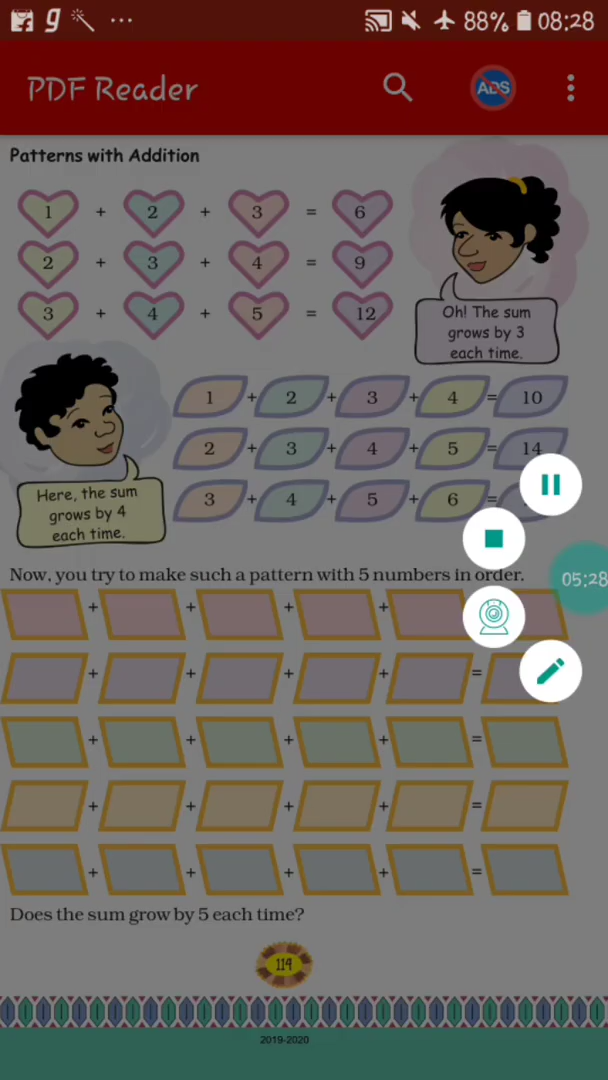 g ... 88% 08:28
PDF Reader ADS
Patterns with Addition
1 + 2 + 3 = 6
2 + 3 + 4 = 9
3 + 4 + 5 = 12
Oh! The sum
grows by 3
each time.
1 + 2 + 3 + 4 = 10
2 + 3 + 4 + 5 = 14
3 + 4 + 5 + 6 =
Here, the sum
grows by 4
each time.
05:28
Now, you try to make such a pattern with 5 numbers in order.
+ + + +
+ + + + =
+ + + + =
+ + + + =
+ + + + =
Does the sum grow by 5 each time?
114
2019-2020